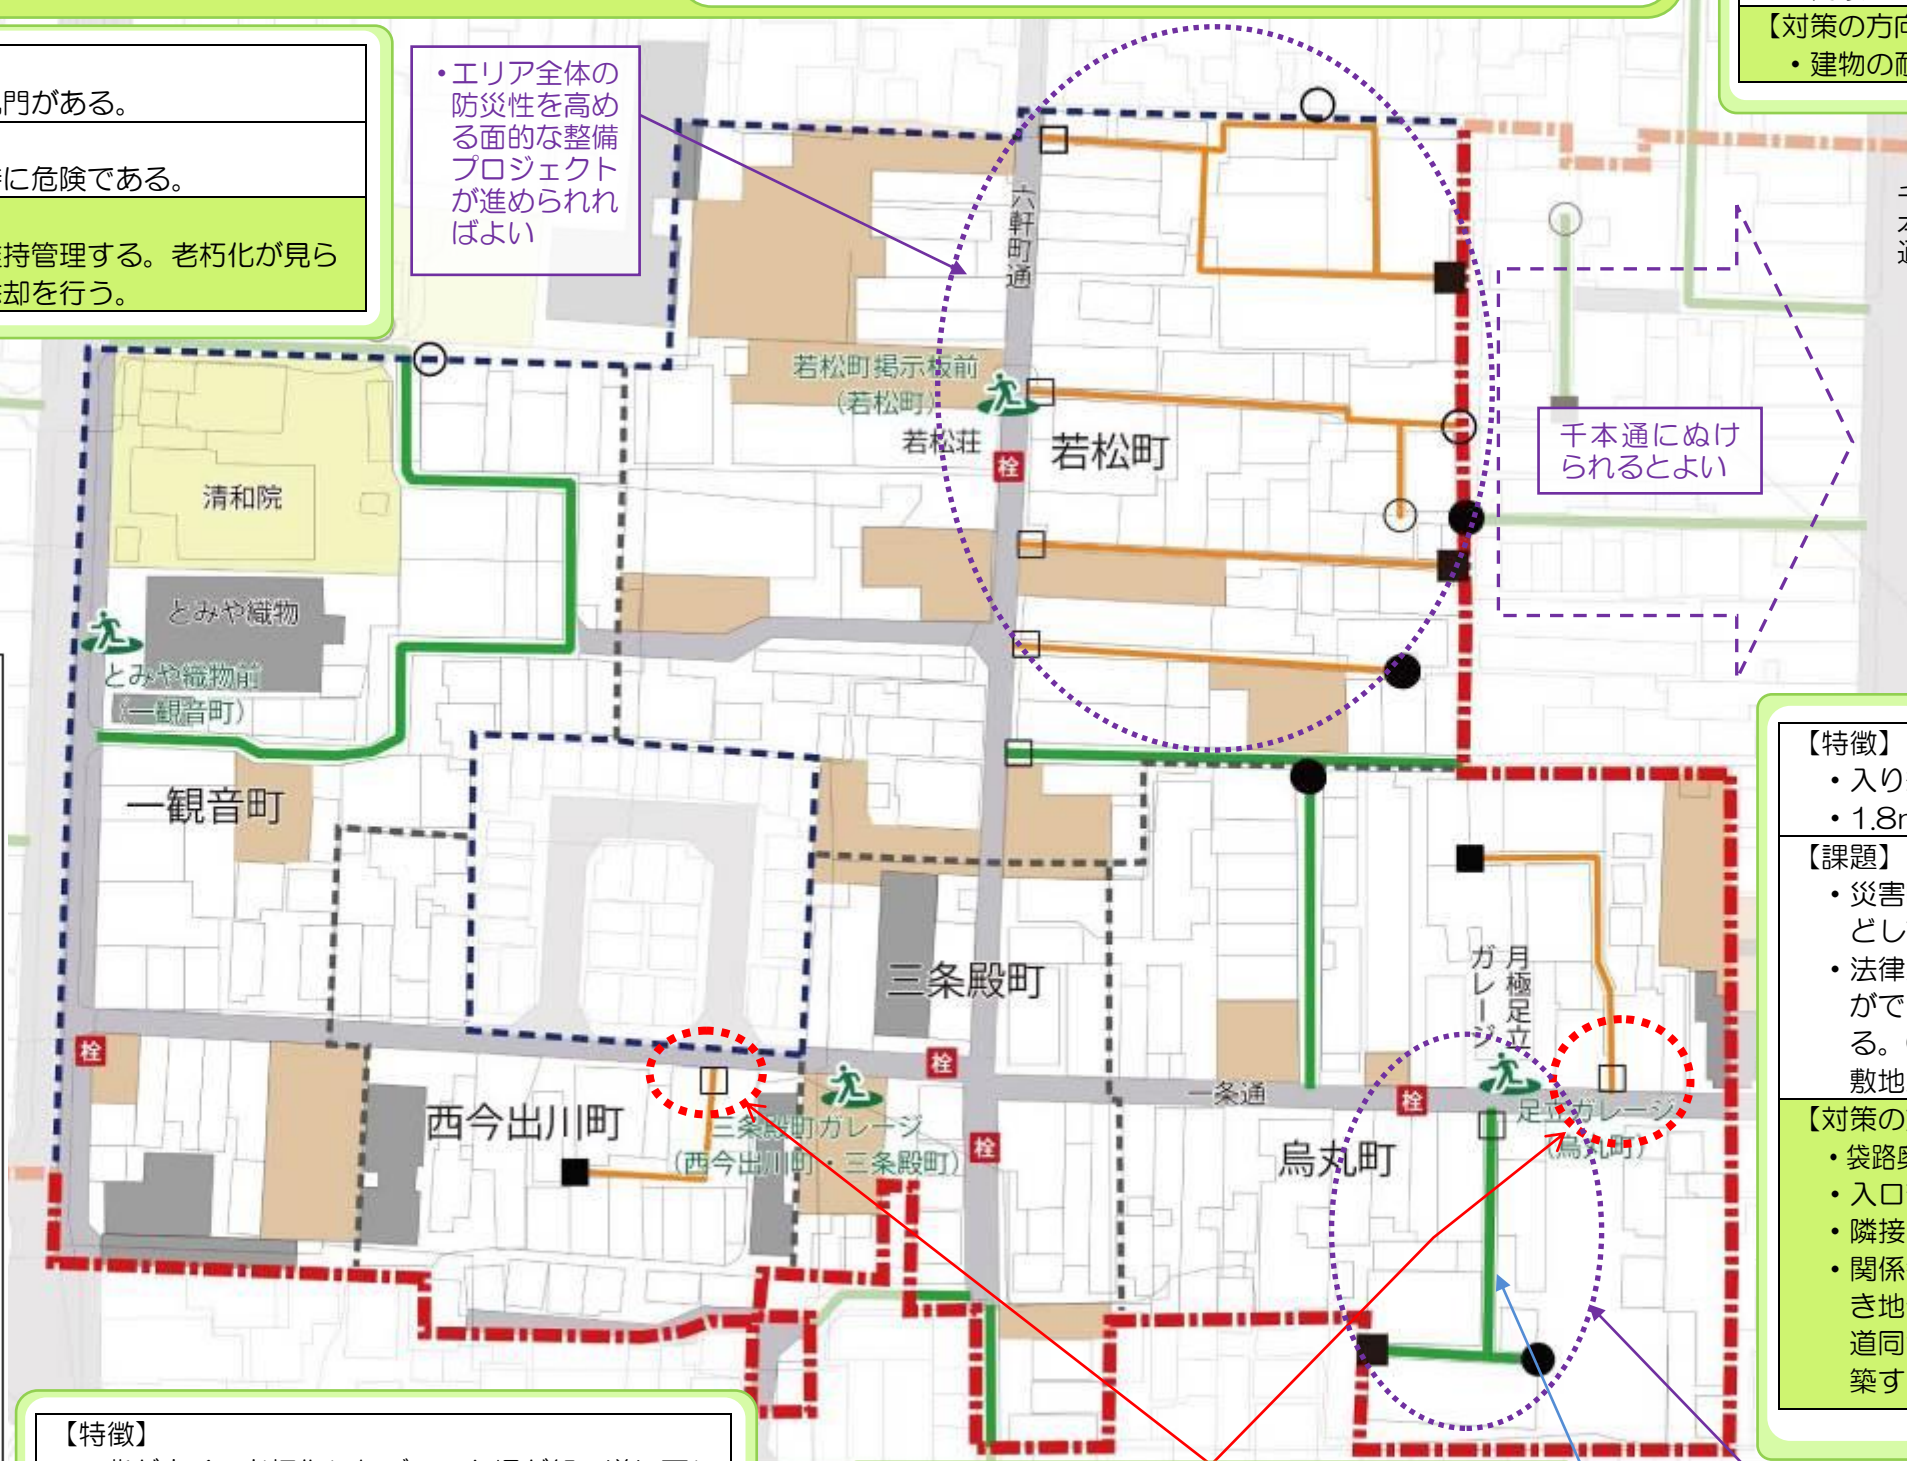 門がある。
に危険である。
持管理する。老朽化が見ら
却を行う。
・エリア全体の
防災性を高め
る面的な整備
プロジェクト
が進められれ
ばよい
【対策の方向
・建物の耐
六軒町通
若松町掲示板前
(若松町)
若松荘
栓
若松町
千本通にぬけ
られるとよい
清和院
とみや織物
とみや織物前
(一観音町)
一観音町
三条殿町
月極足立
ガレージ
栓
栓
一条通
栓
西今出川町
三条殿町ガレージ
(西今出川町・三条殿町)
栓
足立ガレージ
(烏丸町)
烏丸町
【特徴】
・入り
・1.8m
【課題】
・災害
どし
・法律
がで
る。
敷地
【対策の
・袋路奥
・入口
・隣接
・関係
き地
道同
築す
【特徴】